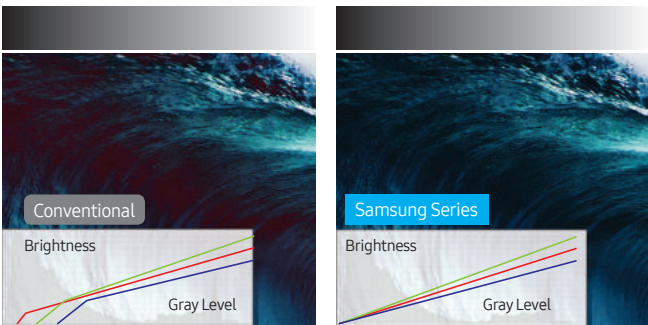 Conventional
Brightness
Gray Level
Samsung Series
Brightness
Gray Level